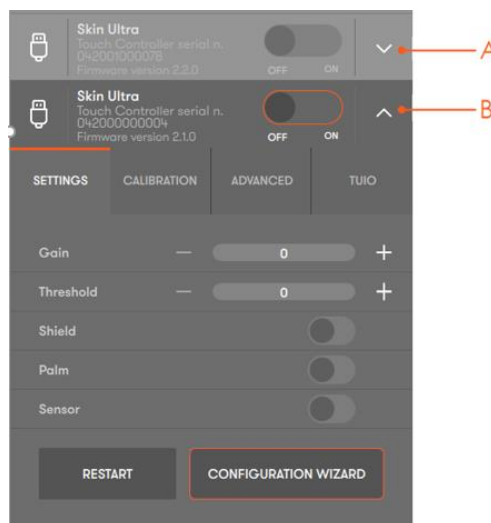 Skin Ultra
Touch Controller serial n.
042001000078
Firmware version 2.2.0
OFF ON
A
Skin Ultra
Touch Controller serial n.
042000000004
Firmware version 2.1.0
OFF ON
B
SETTINGS CALIBRATION ADVANCED TUIO
Gain — 0 +
Threshold — 0 +
Shield
Palm
Sensor
RESTART CONFIGURATION WIZARD